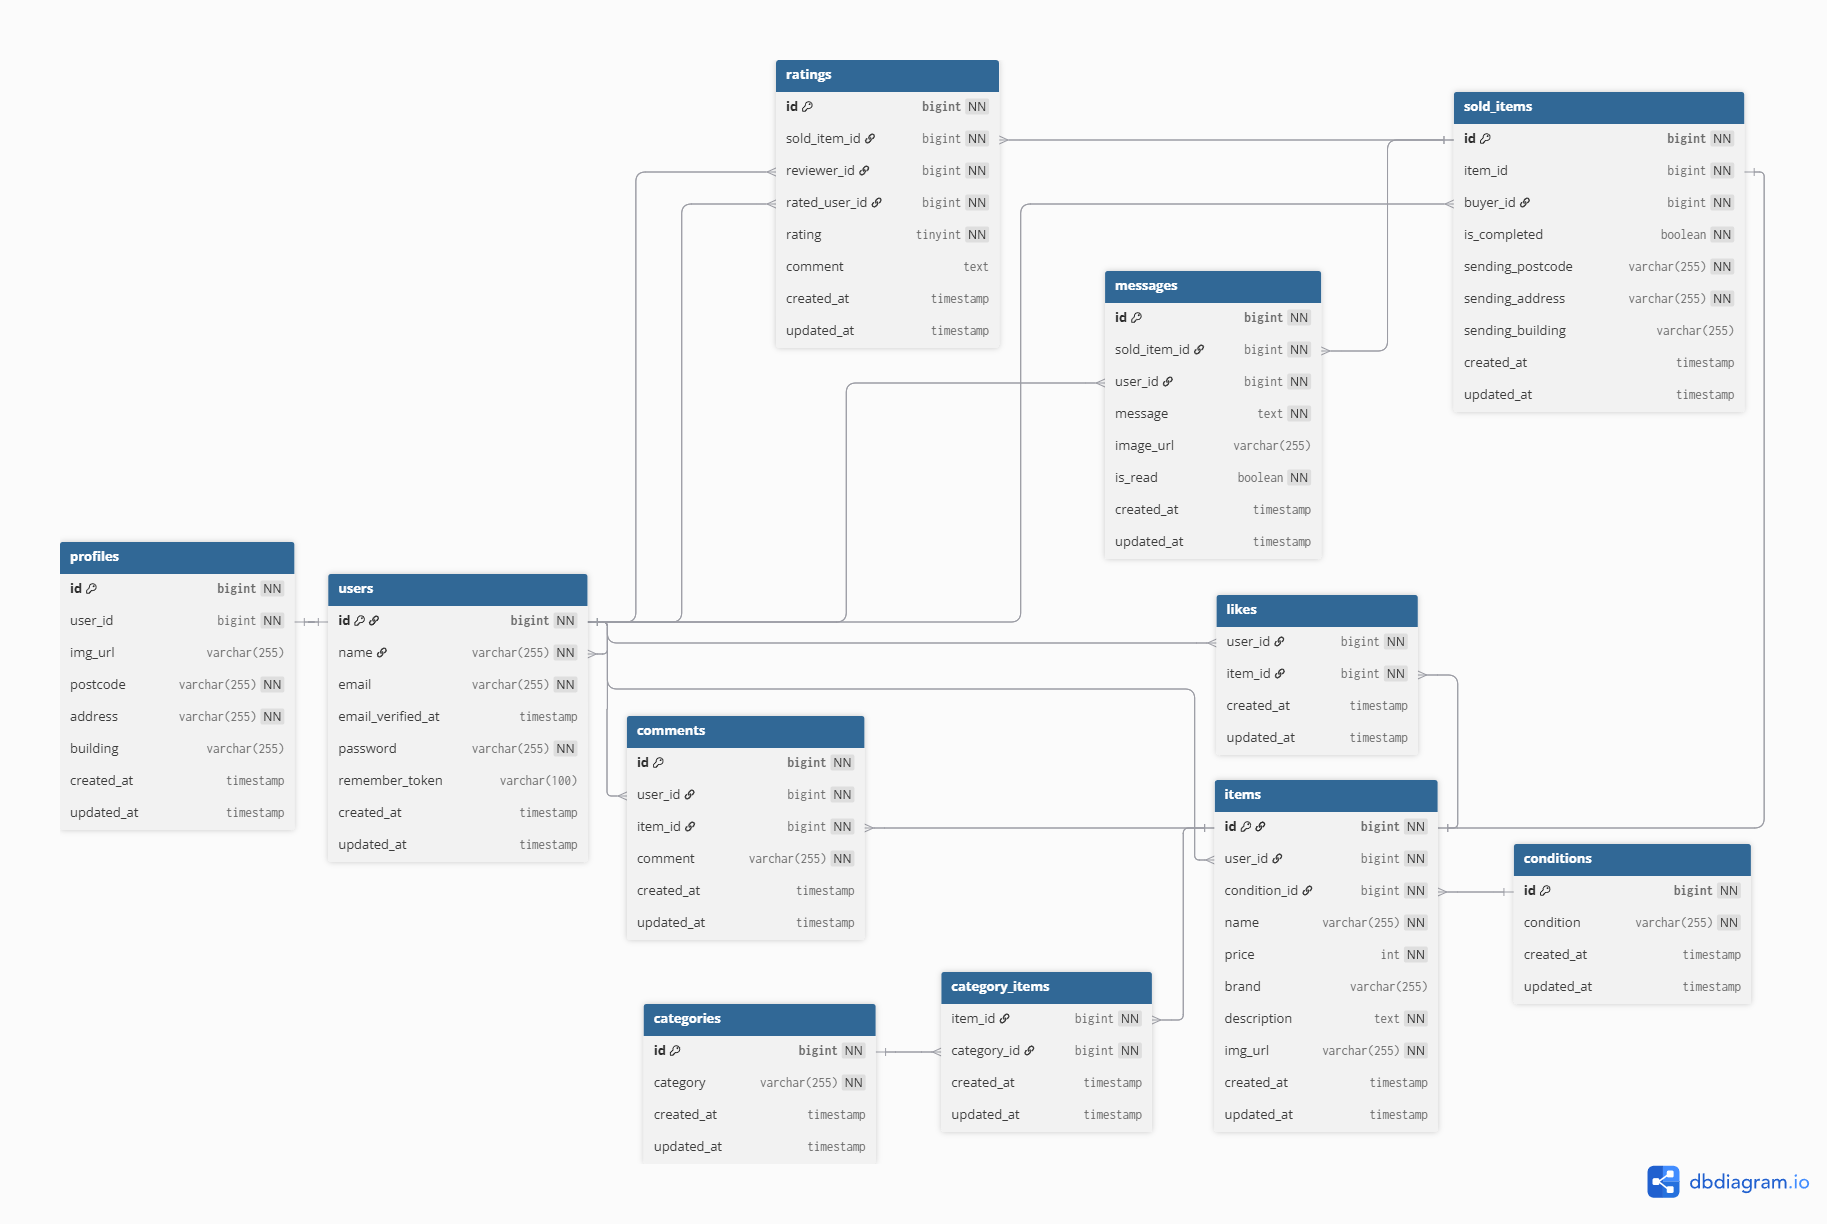 ratings
id bigint NN
sold_item_id bigint NN
reviewer_id bigint NN
rated_user_id bigint NN
rating tinyint NN
comment text
created_at timestamp
updated_at timestamp
sold_items
id bigint NN
item_id bigint NN
buyer_id bigint NN
is_completed boolean NN
sending_postcode varchar(255) NN
sending_address varchar(255) NN
sending_building varchar(255)
created_at timestamp
updated_at timestamp
messages
id bigint NN
sold_item_id bigint NN
user_id bigint NN
message text NN
image_url varchar(255)
is_read boolean NN
created_at timestamp
updated_at timestamp
profiles
id bigint NN
user_id bigint NN
img_url varchar(255)
postcode varchar(255) NN
address varchar(255) NN
building varchar(255)
created_at timestamp
updated_at timestamp
users
id bigint NN
name varchar(255) NN
email varchar(255) NN
email_verified_at timestamp
password varchar(255) NN
remember_token varchar(100)
created_at timestamp
updated_at timestamp
likes
user_id bigint NN
item_id bigint NN
created_at timestamp
updated_at timestamp
comments
id bigint NN
user_id bigint NN
item_id bigint NN
comment varchar(255) NN
created_at timestamp
updated_at timestamp
items
id bigint NN
user_id bigint NN
condition_id bigint NN
name varchar(255) NN
price int NN
brand varchar(255)
description text NN
img_url varchar(255) NN
created_at timestamp
updated_at timestamp
conditions
id bigint NN
condition varchar(255) NN
created_at timestamp
updated_at timestamp
category_items
item_id bigint NN
category_id bigint NN
created_at timestamp
updated_at timestamp
categories
id bigint NN
category varchar(255) NN
created_at timestamp
updated_at timestamp
dbdiagram.io